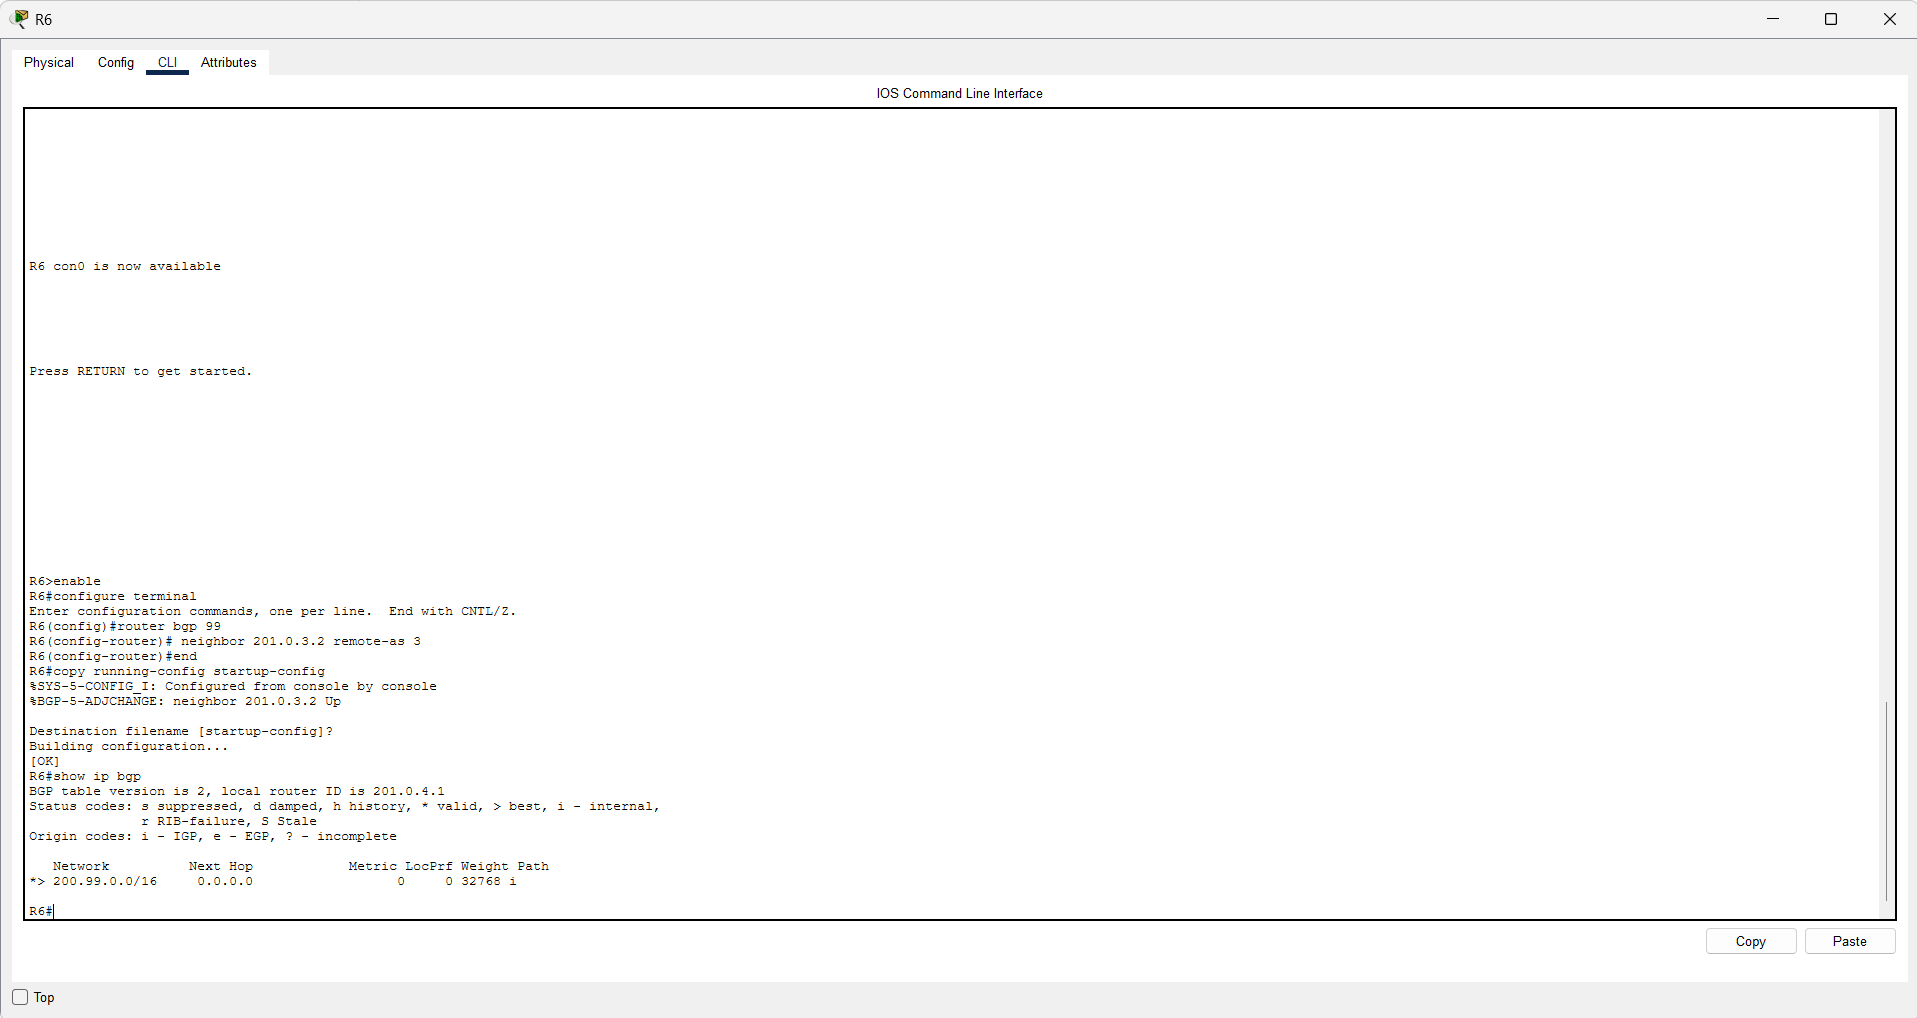 R6
Physical Config CLI Attributes
IOS Command Line Interface
R6 con0 is now available
Press RETURN to get started.
R6>enable
R6#configure terminal
Enter configuration commands, one per line.  End with CNTL/Z.
R6(config)#router bgp 99
R6(config-router)# neighbor 201.0.3.2 remote-as 3
R6(config-router)#end
R6#copy running-config startup-config
%SYS-5-CONFIG_I: Configured from console by console
%BGP-5-ADJCHANGE: neighbor 201.0.3.2 Up
Destination filename [startup-config]?
Building configuration...
[OK]
R6#show ip bgp
BGP table version is 2, local router ID is 201.0.4.1
Status codes: s suppressed, d damped, h history, * valid, > best, i - internal,
              r RIB-failure, S Stale
Origin codes: i - IGP, e - EGP, ? - incomplete
   Network          Next Hop            Metric LocPrf Weight Path
*> 200.99.0.0/16     0.0.0.0                  0     0 32768 i
R6#
Copy Paste
Top